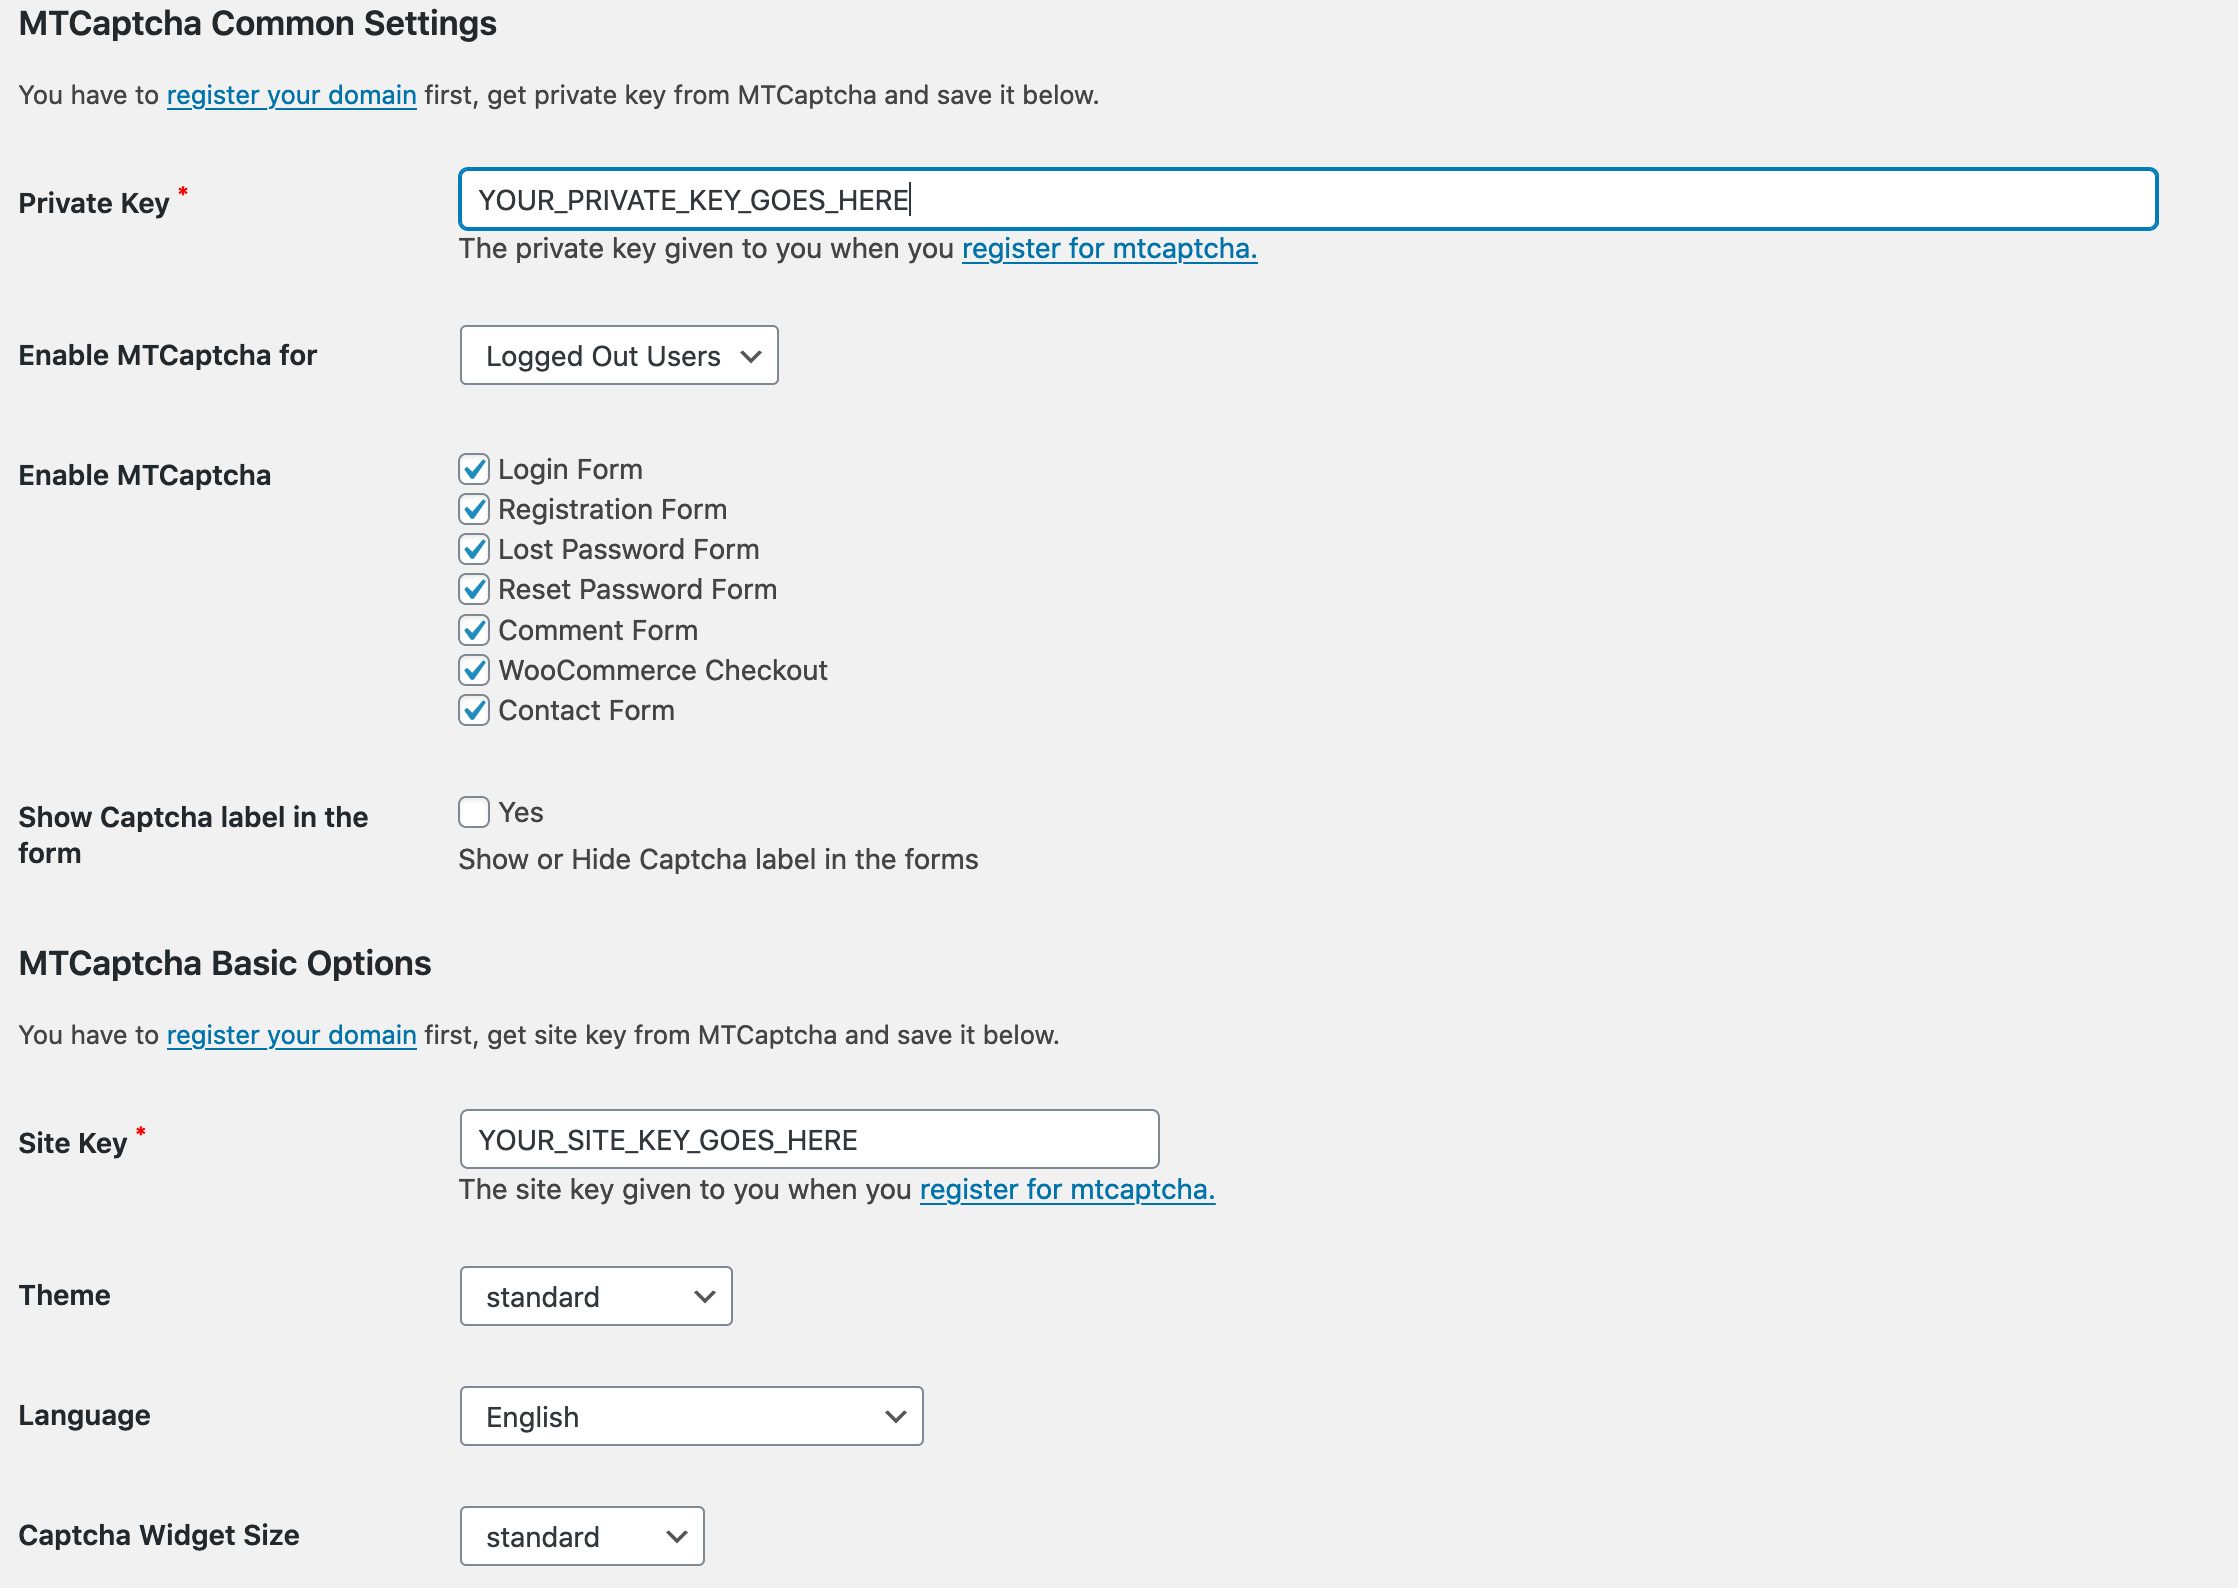 MTCaptcha Common Settings
You have to register your domain first, get private key from MTCaptcha and save it below.
Private Key *
YOUR_PRIVATE_KEY_GOES_HERE
The private key given to you when you register for mtcaptcha.
Enable MTCaptcha for
Logged Out Users
Enable MTCaptcha
Login Form
Registration Form
Lost Password Form
Reset Password Form
Comment Form
WooCommerce Checkout
Contact Form
Show Captcha label in the
form
Yes
Show or Hide Captcha label in the forms
MTCaptcha Basic Options
You have to register your domain first, get site key from MTCaptcha and save it below.
Site Key *
YOUR_SITE_KEY_GOES_HERE
The site key given to you when you register for mtcaptcha.
Theme
standard
Language
English
Captcha Widget Size
standard